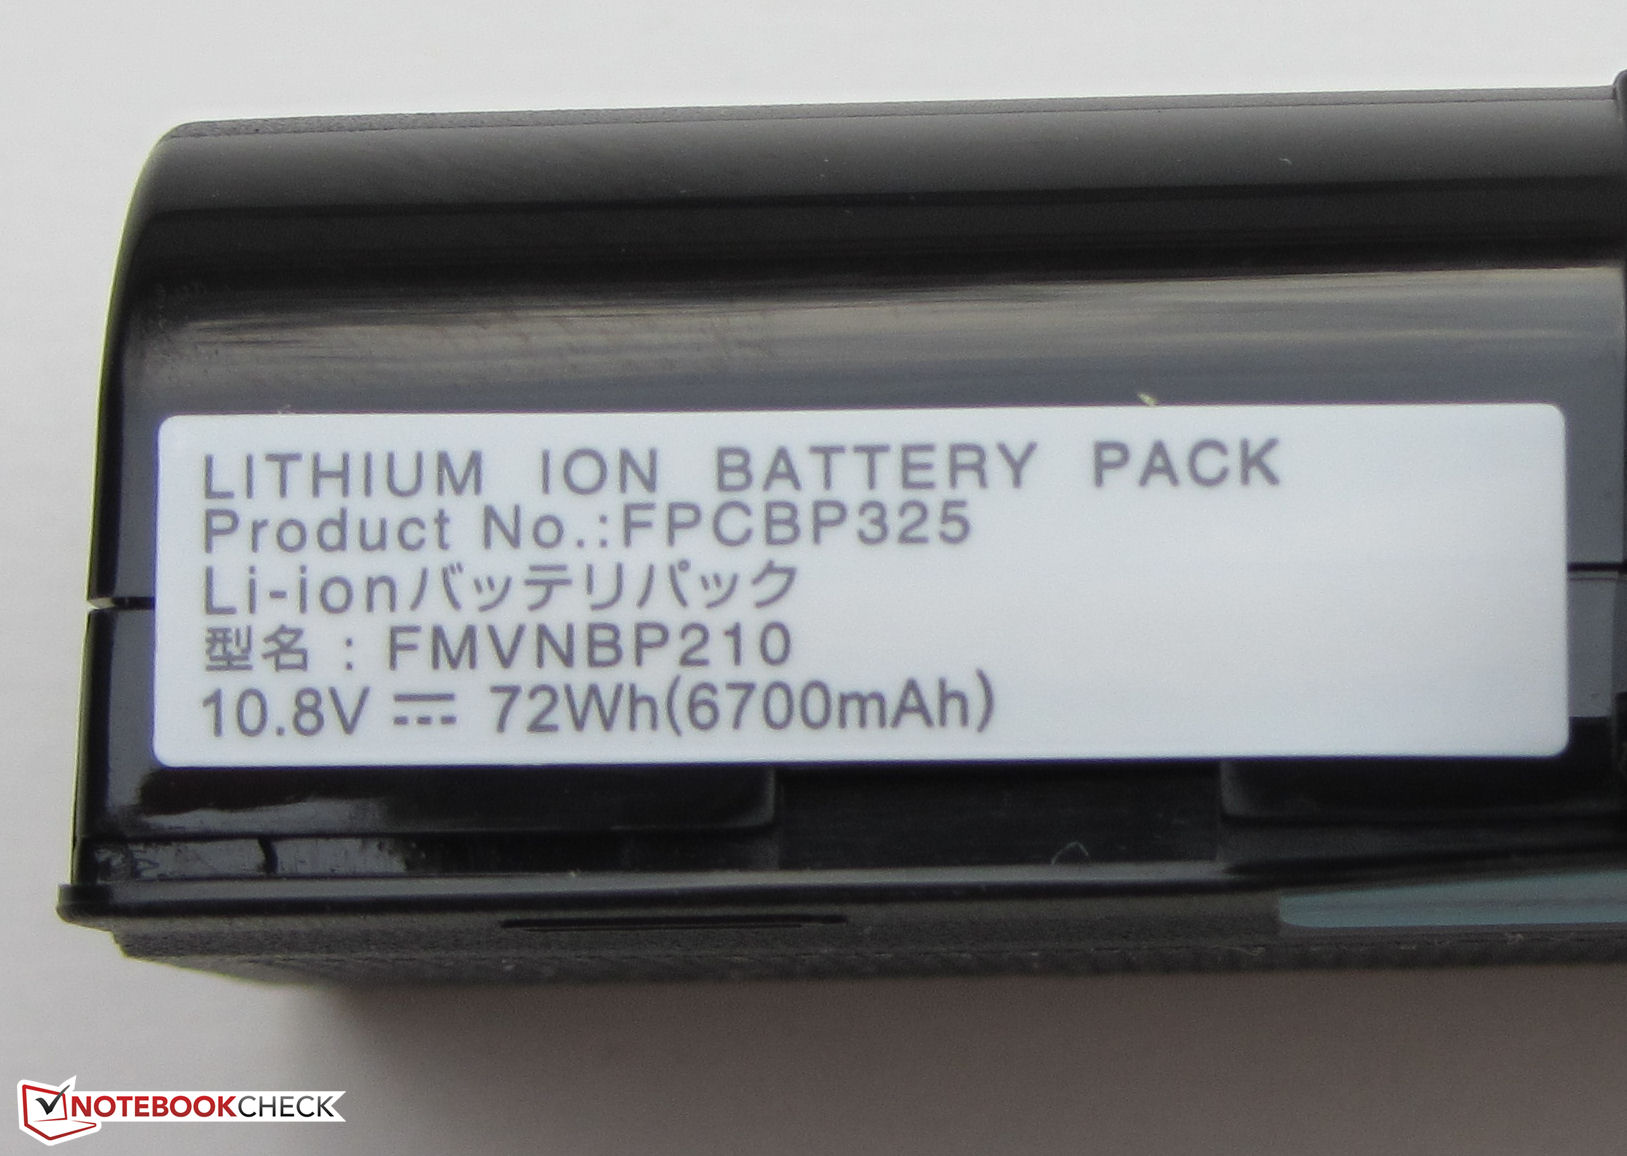 LITHIUM ION BATTERY PACK
Product No.:FPCBP325
Li-ionバッテリパック
型名 : FMVNBP210
10.8V ⎓ 72Wh(6700mAh)
NOTEBOOKCHECK